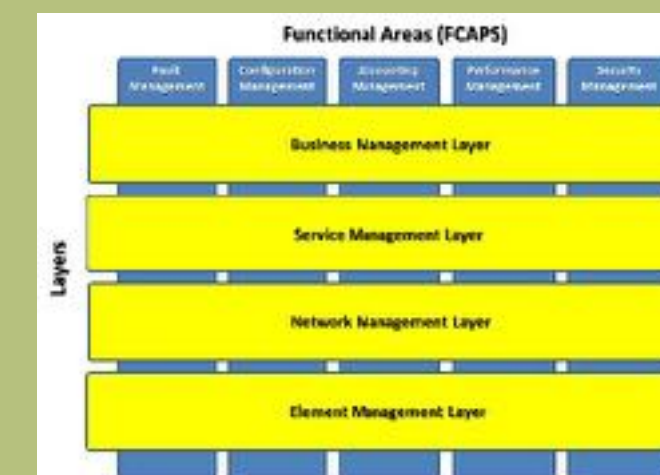 Functional Areas (FCAPS)
Fault
Management
Configuration
Management
Accounting
Management
Performance
Management
Security
Management
Layers
Business Management Layer
Service Management Layer
Network Management Layer
Element Management Layer